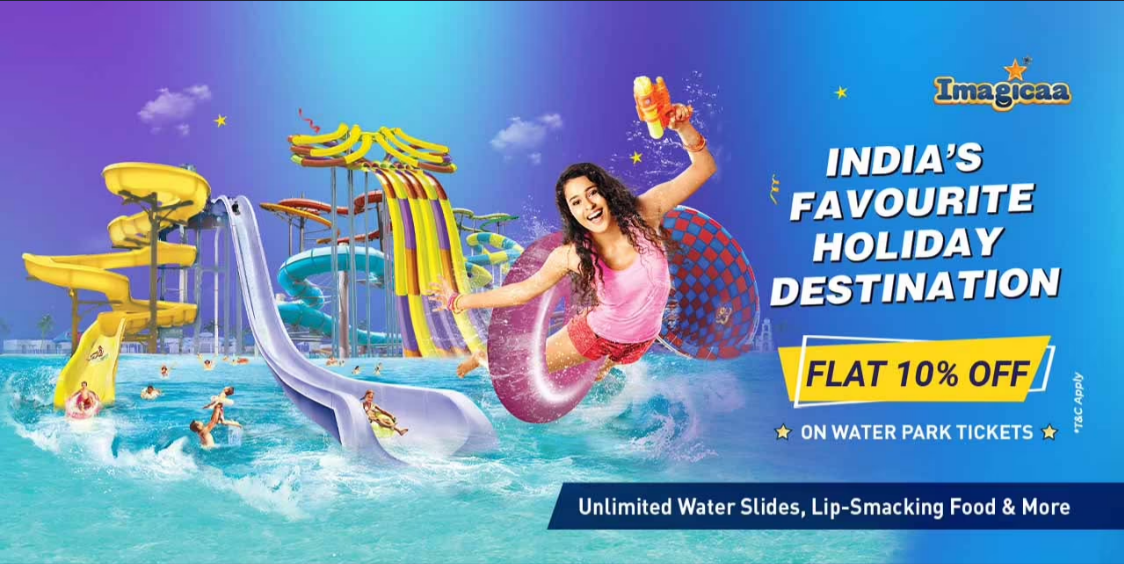 Imagicaa
INDIA'S
FAVOURITE
HOLIDAY
DESTINATION
FLAT 10% OFF
*T&C Apply
ON WATER PARK TICKETS
Unlimited Water Slides, Lip-Smacking Food & More